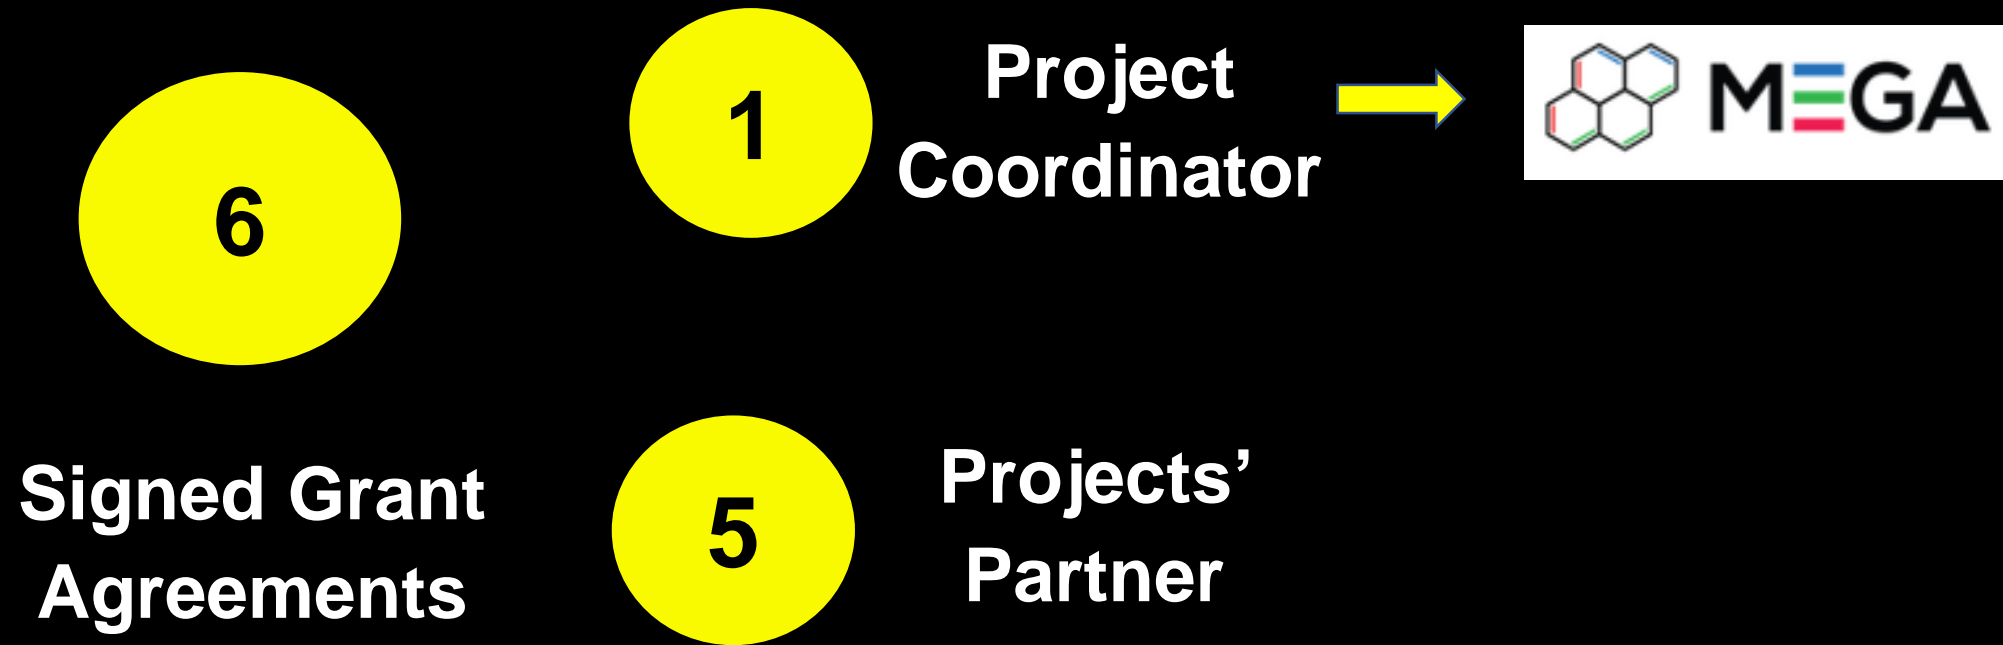 6
Signed Grant
Agreements
1
Project
Coordinator
MEGA
5
Projects’
Partner